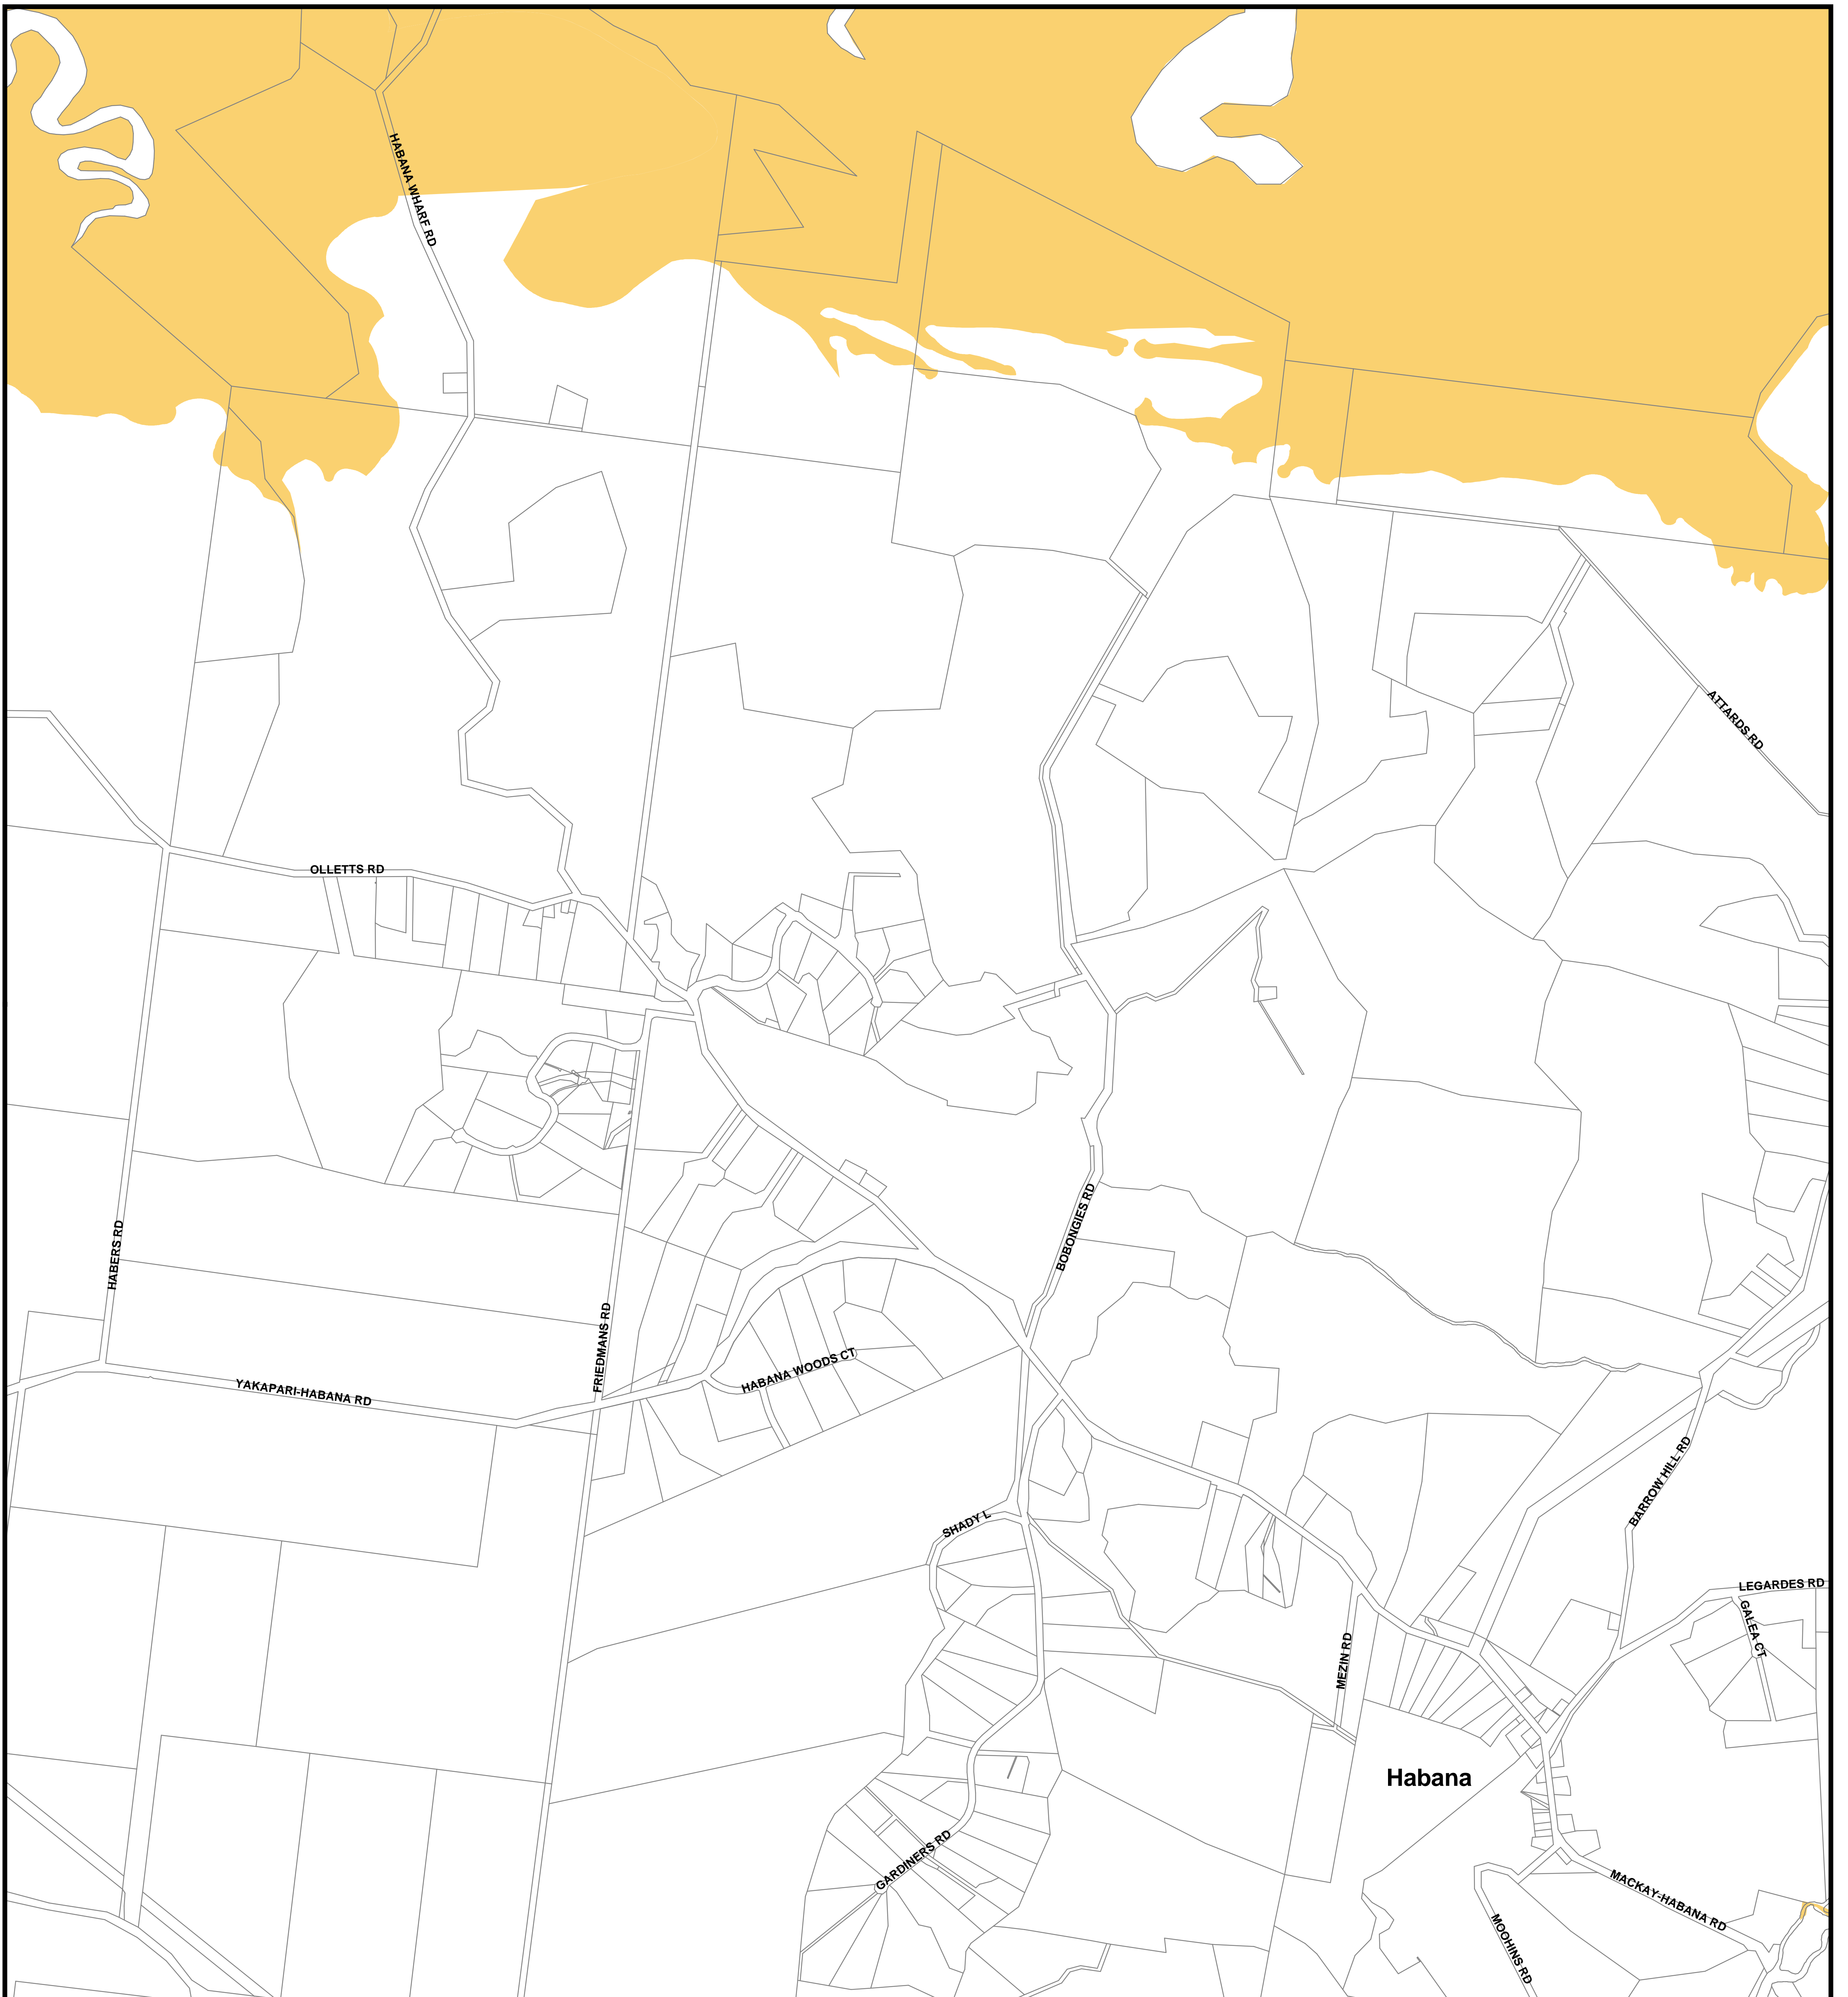 HABANA WHARF RD
ATTARDS RD
OLLETTS RD
HABERS RD
BOBONGIES RD
FRIEDMANS RD
HABANA WOODS CT
YAKAPARI-HABANA RD
BARROW HILL RD
SHADY L
LEGARDES RD
GALEA CT
MEZIN RD
Habana
GARDINERS RD
MACKAY-HABANA RD
MOOHINS RD